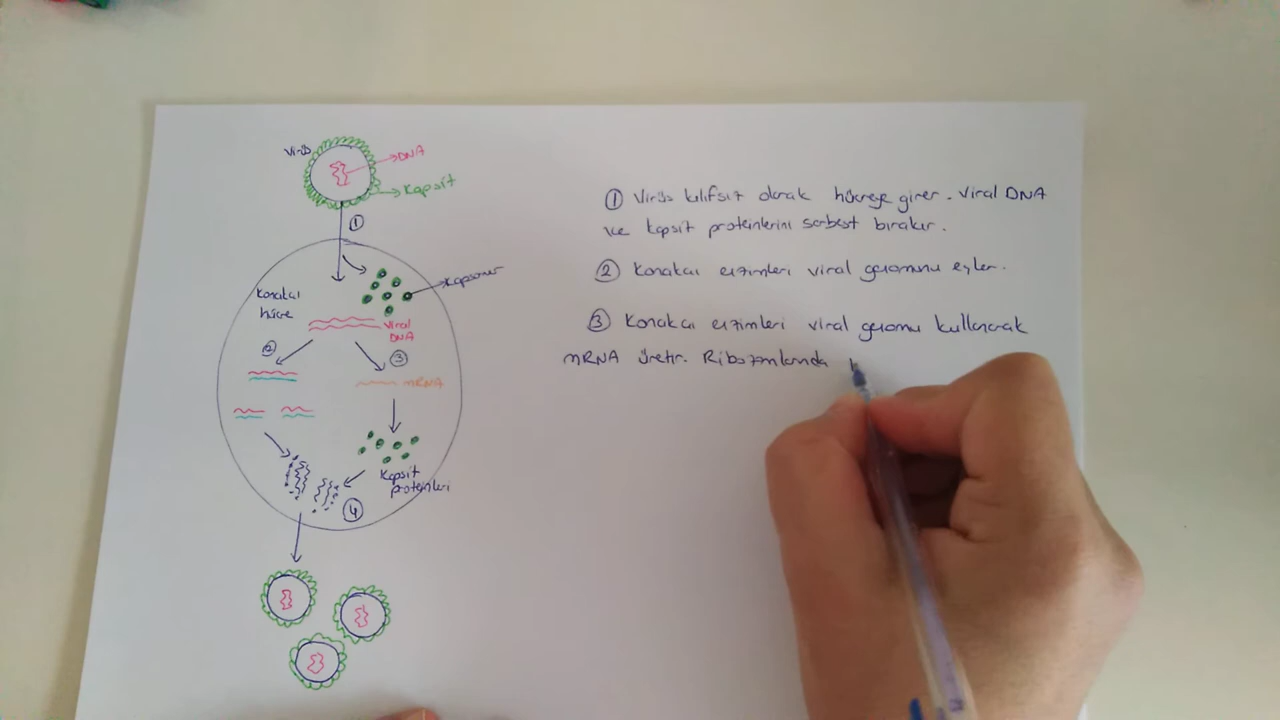 Virüs
DNA
Kapsit
①
Kapsomer
Konakçı
hücre
viral
DNA
②
③
mRNA
Kapsit
proteinleri
④
① Virüs kılıfsız olarak hücreye girer. Viral DNA
ve kapsit proteinlerini serbest bırakır.
② Konakçı enzimleri viral genomunu eşler.
③ Konakçı enzimleri viral genomu kullanarak
mRNA üretir. Ribozomlarında